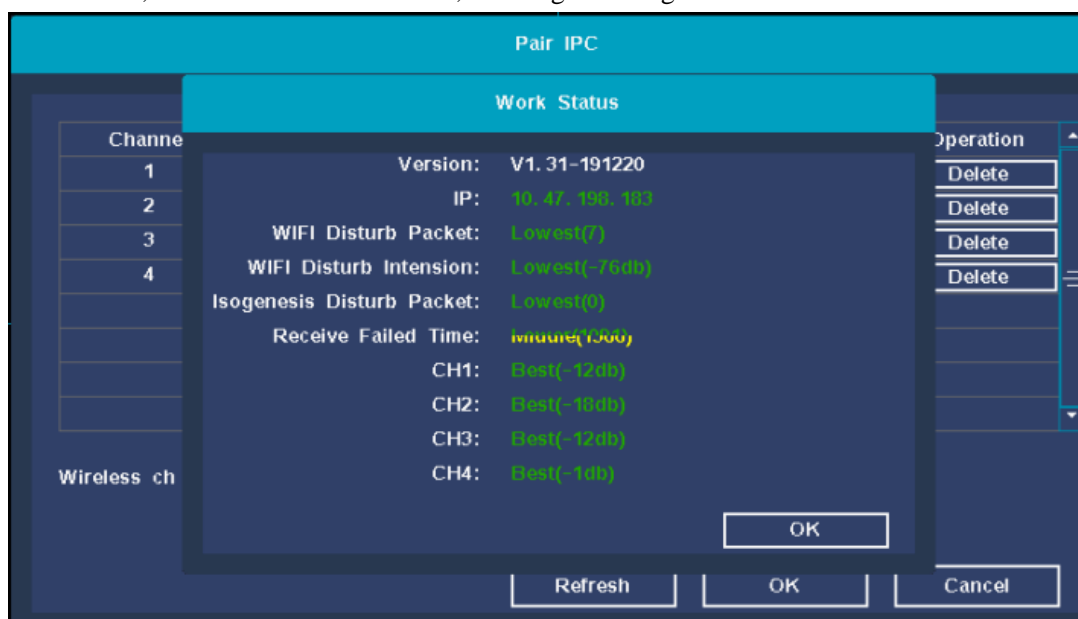 Pair IPC
Work Status
Channe
Operation
1
Delete
2
Delete
3
Delete
4
Delete
Version: V1.31-191220
IP: 10.47.198.183
WIFI Disturb Packet: Lowest(7)
WIFI Disturb Intension: Lowest(-76db)
Isogenesis Disturb Packet: Lowest(0)
Receive Failed Time:
CH1: Best(-12db)
CH2: Best(-18db)
CH3: Best(-12db)
CH4: Best(-1db)
Wireless ch
OK
Refresh OK Cancel